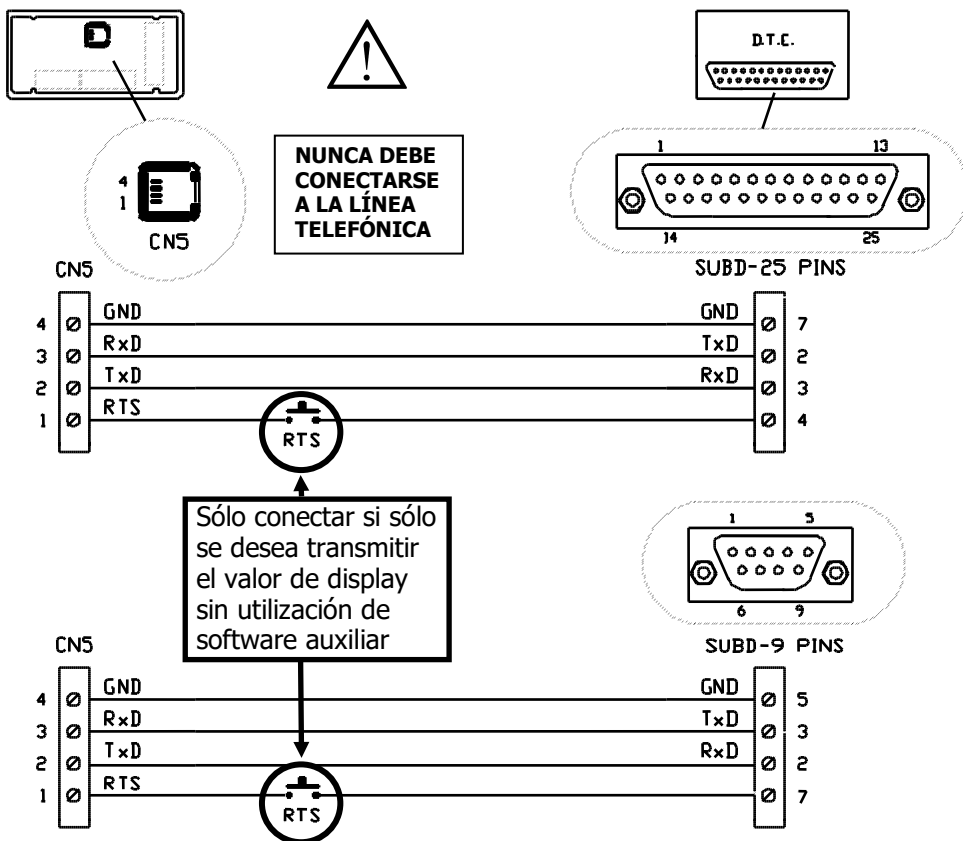 D.T.C.
NUNCA DEBE
CONECTARSE
A LA LÍNEA
TELEFÓNICA
4
1
CN5
1 13
14 25
SUBD-25 PINS
CN5
4 GND GND 7
3 RxD TxD 2
2 TxD RxD 3
1 RTS 4
RTS
Sólo conectar si sólo
se desea transmitir
el valor de display
sin utilización de
software auxiliar
1 5
6 9
SUBD-9 PINS
CN5
4 GND GND 5
3 RxD TxD 3
2 TxD RxD 2
1 RTS 7
RTS